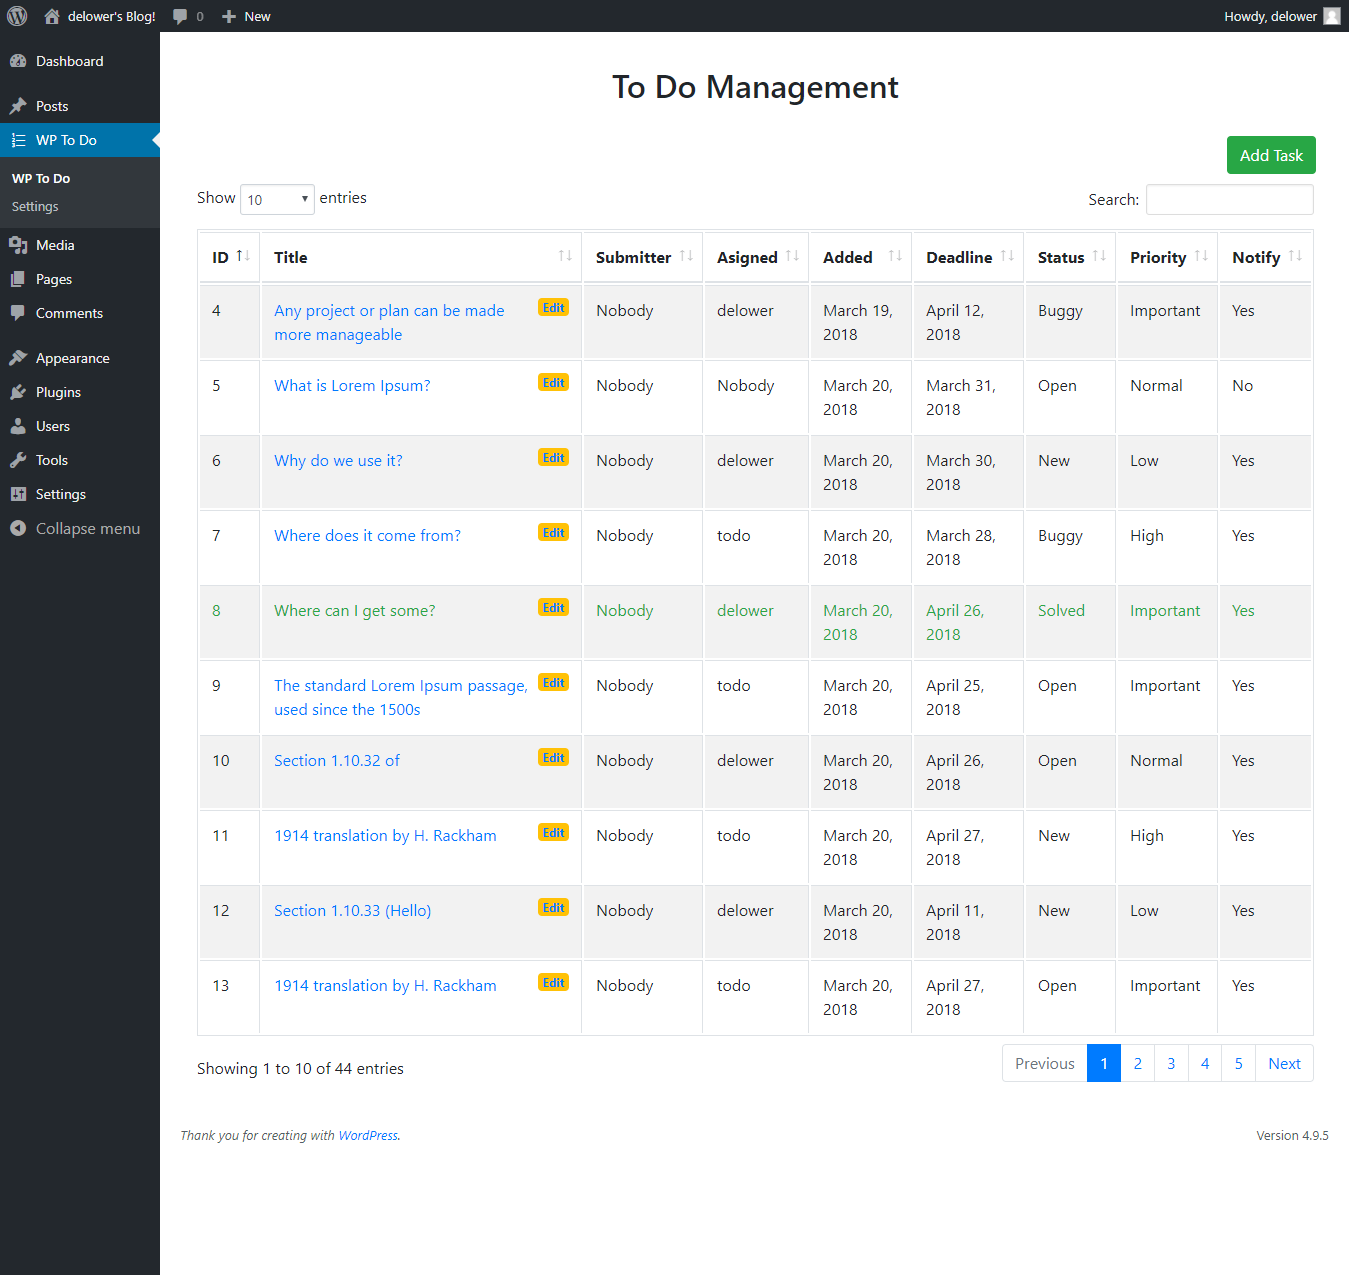 delower's Blog! 0 New Howdy, delower
Dashboard
Posts
WP To Do
WP To Do
Settings
Media
Pages
Comments
Appearance
Plugins
Users
Tools
Settings
Collapse menu
To Do Management
Add Task
Show 10 entries Search:
ID Title Submitter Asigned Added Deadline Status Priority Notify
4 Any project or plan can be made Edit Nobody delower March 19, April 12, Buggy Important Yes
more manageable 2018 2018
5 What is Lorem Ipsum? Edit Nobody Nobody March 20, March 31, Open Normal No
2018 2018
6 Why do we use it? Edit Nobody delower March 20, March 30, New Low Yes
2018 2018
7 Where does it come from? Edit Nobody todo March 20, March 28, Buggy High Yes
2018 2018
8 Where can I get some? Edit Nobody delower March 20, April 26, Solved Important Yes
2018 2018
9 The standard Lorem Ipsum passage, Edit Nobody todo March 20, April 25, Open Important Yes
used since the 1500s 2018 2018
10 Section 1.10.32 of Edit Nobody delower March 20, April 26, Open Normal Yes
2018 2018
11 1914 translation by H. Rackham Edit Nobody todo March 20, April 27, New High Yes
2018 2018
12 Section 1.10.33 (Hello) Edit Nobody delower March 20, April 11, New Low Yes
2018 2018
13 1914 translation by H. Rackham Edit Nobody todo March 20, April 27, Open Important Yes
2018 2018
Showing 1 to 10 of 44 entries Previous 1 2 3 4 5 Next
Thank you for creating with WordPress. Version 4.9.5